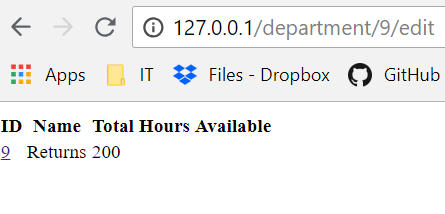 127.0.0.1/department/9/edit
Apps IT Files - Dropbox GitHub
ID Name Total Hours Available
9 Returns 200